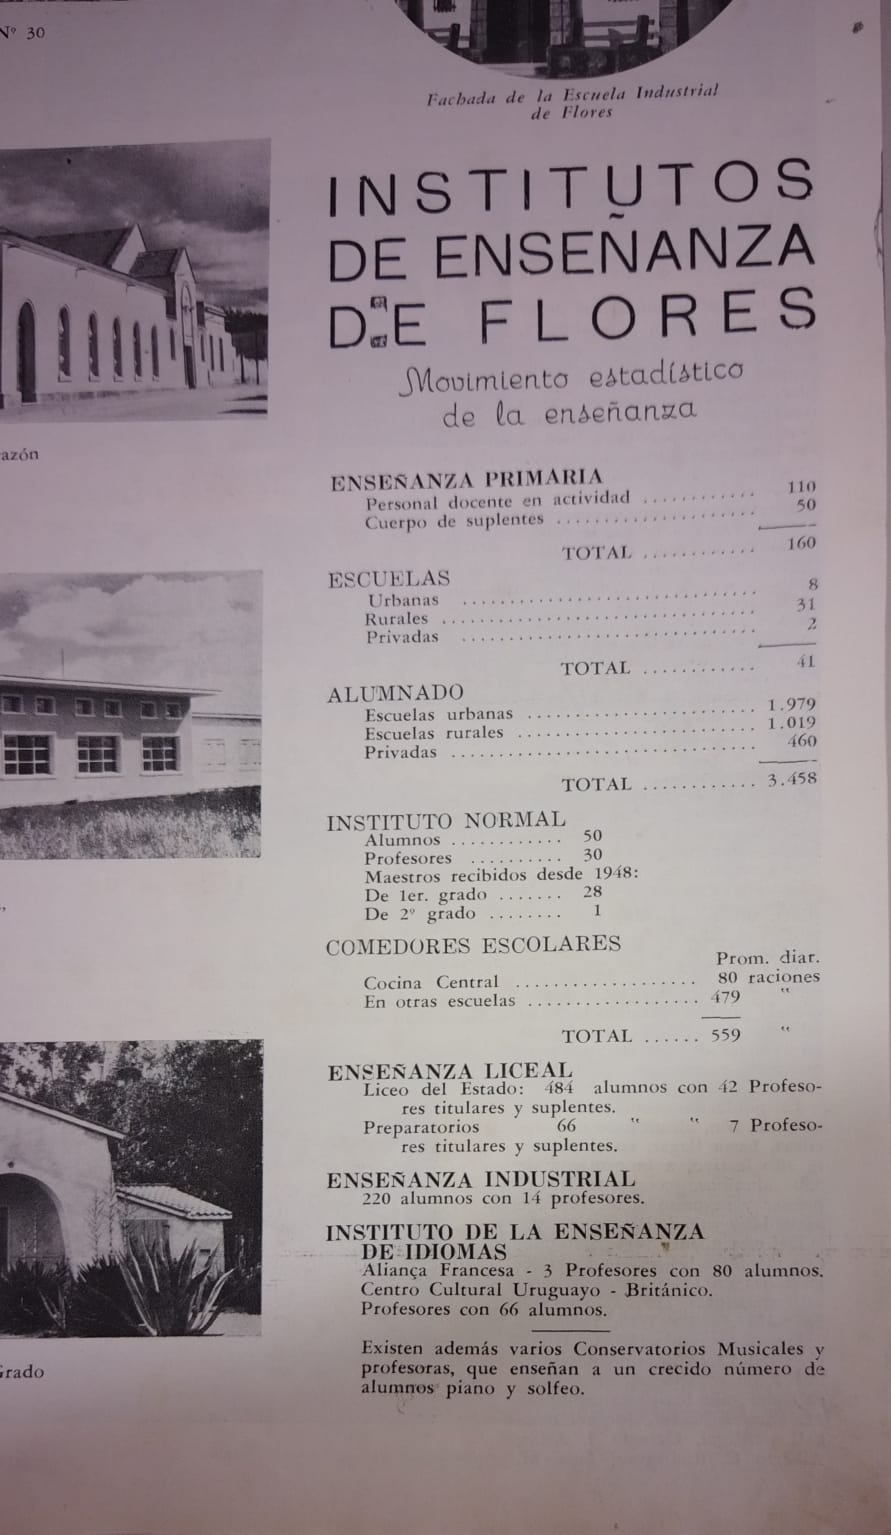 Nº 30
Fachada de la Escuela Industrial
de Flores
INSTITUTOS
DE ENSEÑANZA
DE FLORES
Movimiento estadístico
de la enseñanza
azón
ENSEÑANZA PRIMARIA
Personal docente en actividad ............ 110
Cuerpo de suplentes ..................... 50
TOTAL ............ 160
ESCUELAS
Urbanas ............................... 8
Rurales ................................. 31
Privadas ............................... 2
TOTAL ............ 41
ALUMNADO
Escuelas urbanas ........................ 1.979
Escuelas rurales ......................... 1.019
Privadas ................................ 460
TOTAL ............ 3.458
INSTITUTO NORMAL
Alumnos ............ 50
Profesores .......... 30
Maestros recibidos desde 1948:
De 1er. grado ....... 28
De 2º grado ........ 1
COMEDORES ESCOLARES
Prom. diar.
Cocina Central ................... 80 raciones
En otras escuelas .................. 479 "
TOTAL ...... 559 "
ENSEÑANZA LICEAL
Liceo del Estado: 484 alumnos con 42 Profeso-
res titulares y suplentes.
Preparatorios 66 " " 7 Profeso-
res titulares y suplentes.
ENSEÑANZA INDUSTRIAL
220 alumnos con 14 profesores.
INSTITUTO DE LA ENSEÑANZA
DE IDIOMAS
Aliança Francesa - 3 Profesores con 80 alumnos.
Centro Cultural Uruguayo - Británico.
Profesores con 66 alumnos.
Existen además varios Conservatorios Musicales y
profesoras, que enseñan a un crecido número de
alumnos piano y solfeo.
Grado